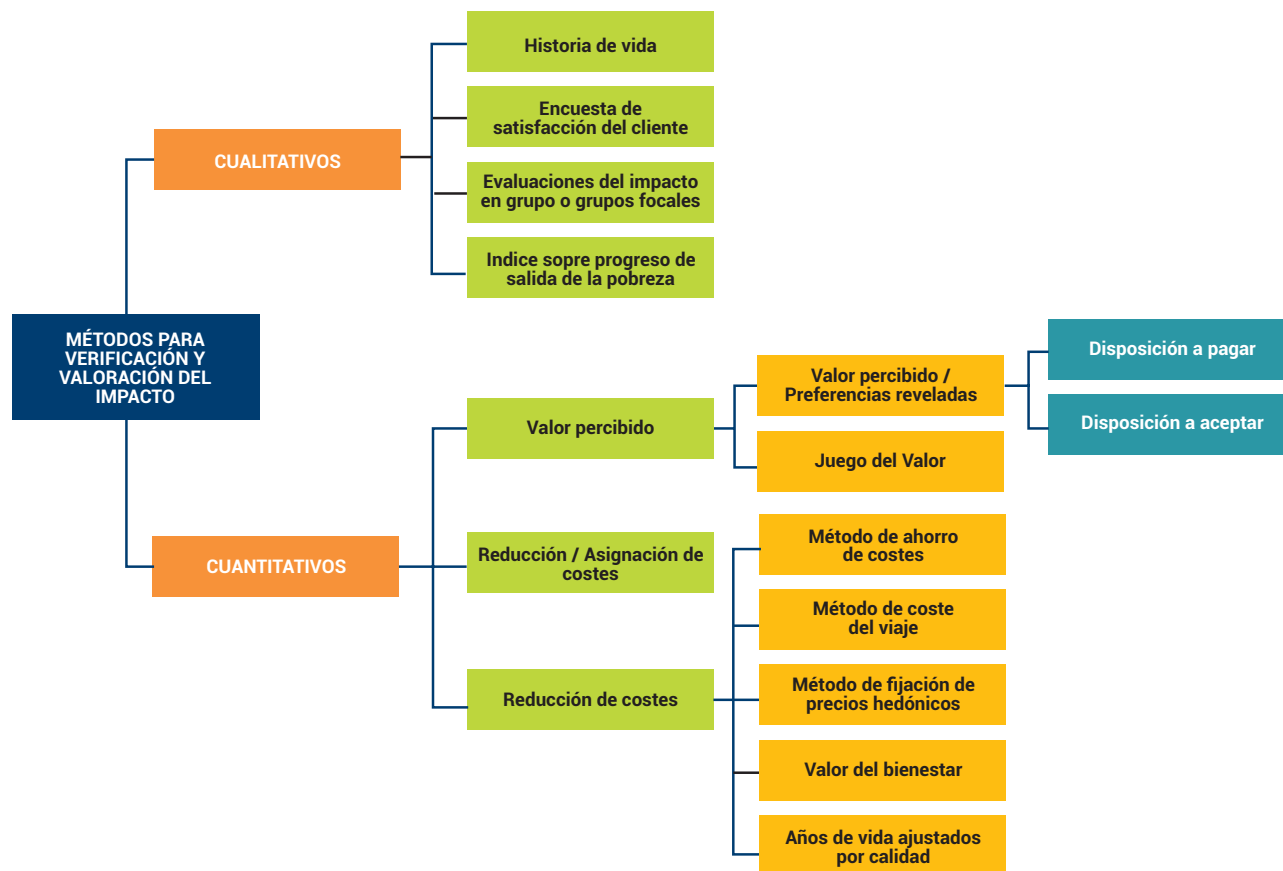 MÉTODOS PARA
VERIFICACIÓN Y
VALORACIÓN DEL
IMPACTO
CUALITATIVOS
Historia de vida
Encuesta de
satisfacción del cliente
Evaluaciones del impacto
en grupo o grupos focales
Indice sopre progreso de
salida de la pobreza
CUANTITATIVOS
Valor percibido
Valor percibido /
Preferencias reveladas
Disposición a pagar
Disposición a aceptar
Juego del Valor
Reducción / Asignación de
costes
Reducción de costes
Método de ahorro
de costes
Método de coste
del viaje
Método de fijación de
precios hedónicos
Valor del bienestar
Años de vida ajustados
por calidad